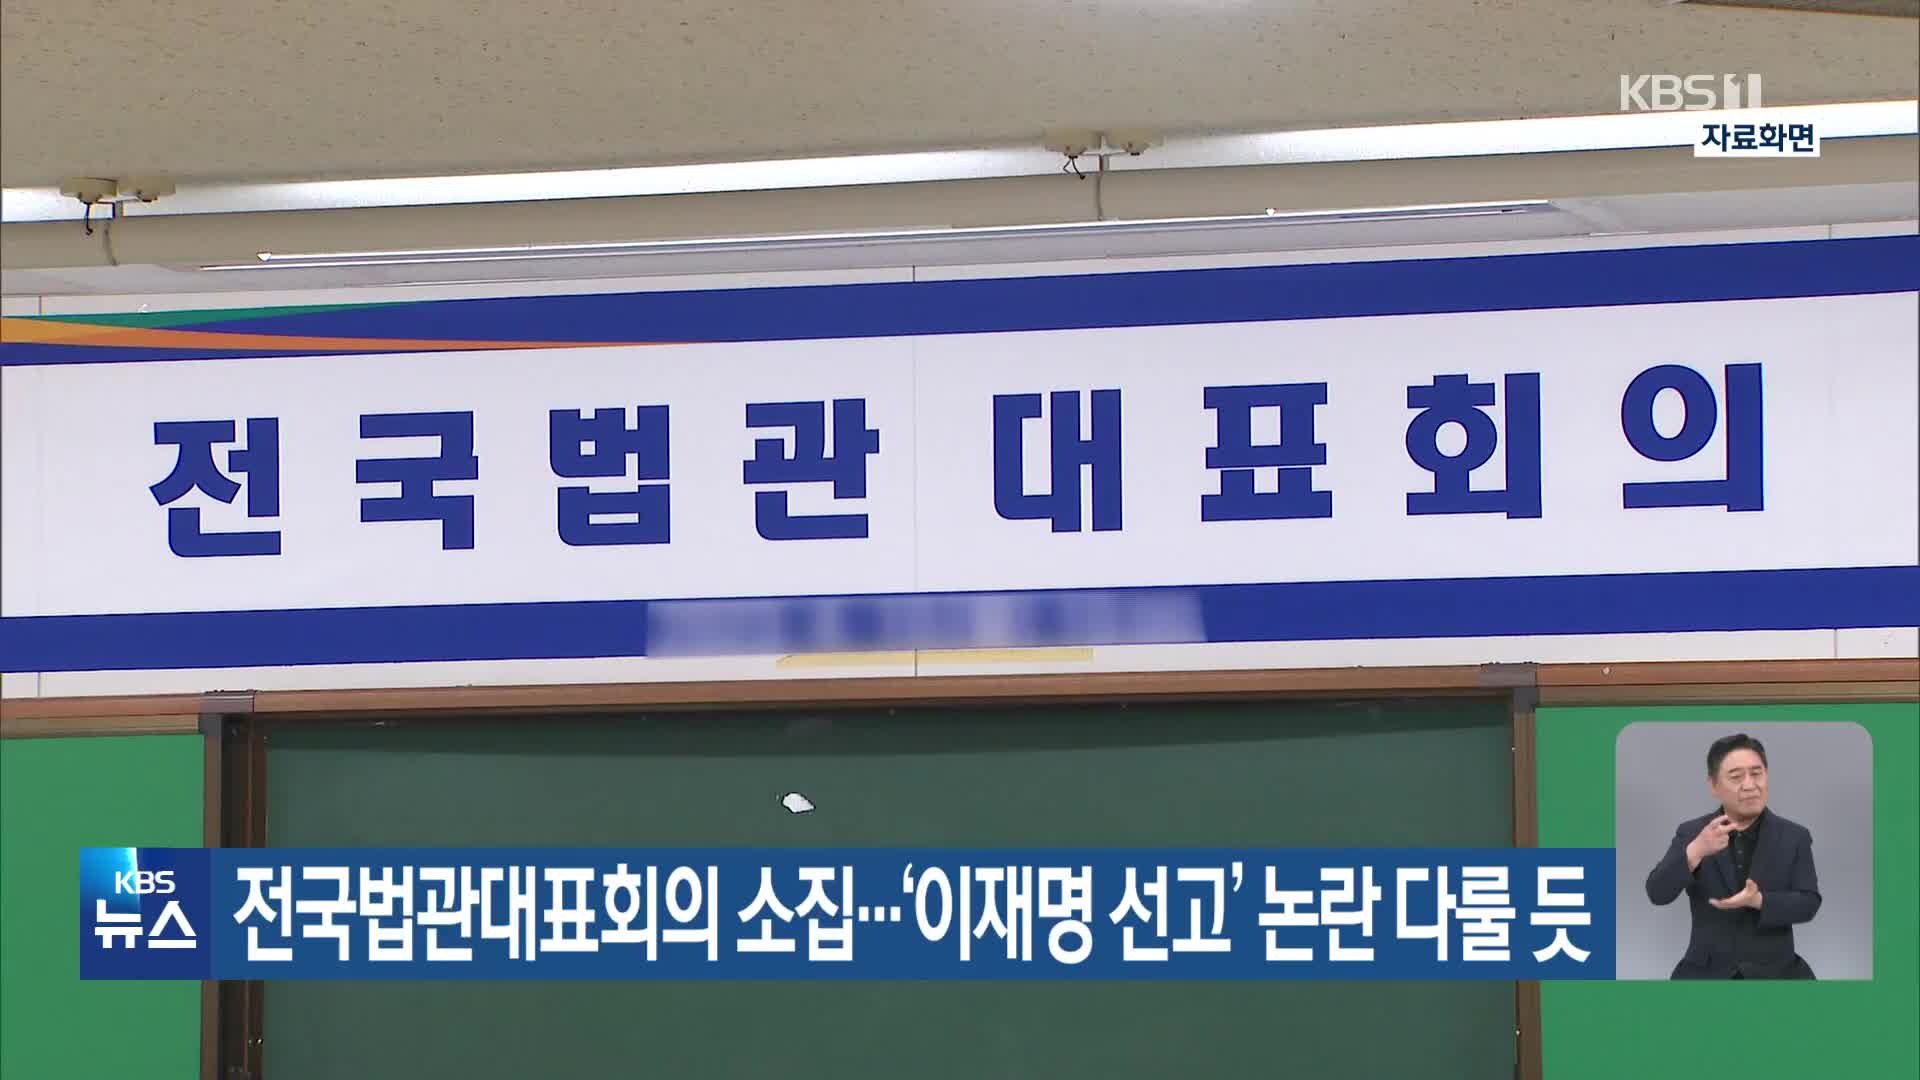 KBS 1
자료화면
전국법관 대표회의
KBS
뉴스
전국법관대표회의 소집…‘이재명 선고’ 논란 다룰 듯